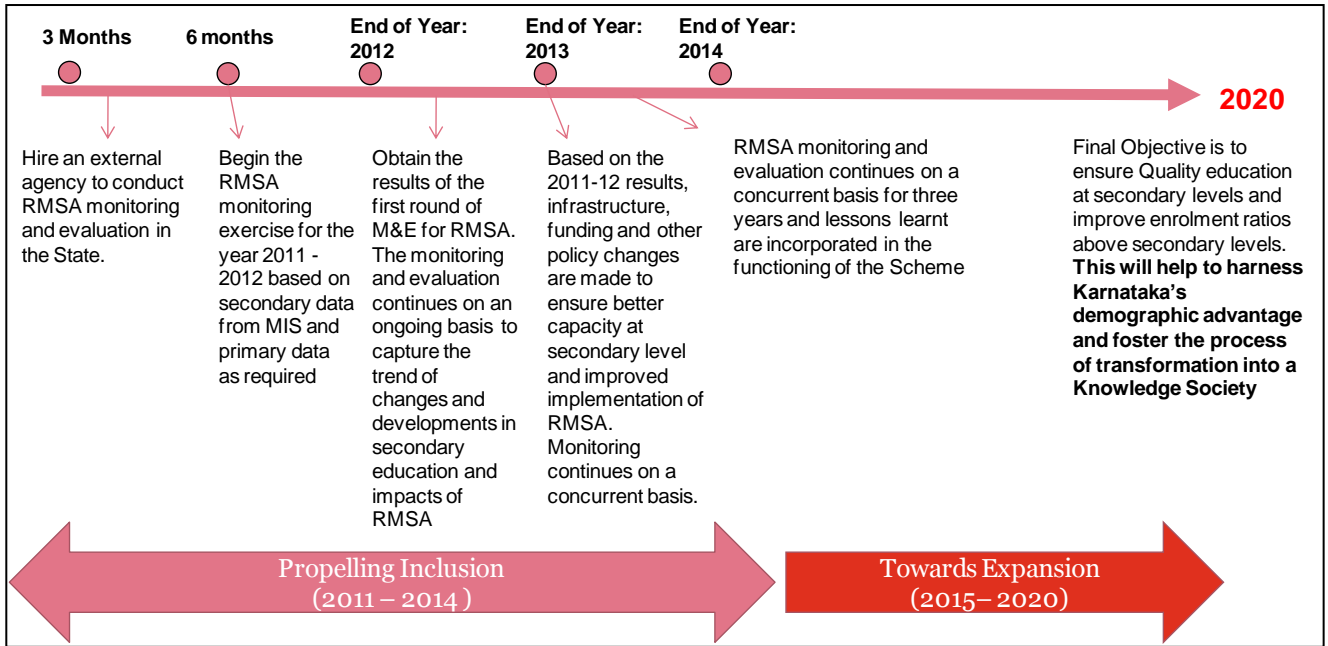 3 Months
6 months
End of Year:
2012
End of Year:
2013
End of Year:
2014
2020
Hire an external
agency to conduct
RMSA monitoring
and evaluation in
the State.
Begin the
RMSA
monitoring
exercise for the
year 2011 -
2012 based on
secondary data
from MIS and
primary data
as required
Obtain the
results of the
first round of
M&E for RMSA.
The monitoring
and evaluation
continues on an
ongoing basis to
capture the
trend of
changes and
developments in
secondary
education and
impacts of
RMSA
Based on the
2011-12 results,
infrastructure,
funding and other
policy changes
are made to
ensure better
capacity at
secondary level
and improved
implementation of
RMSA.
Monitoring
continues on a
concurrent basis.
RMSA monitoring and
evaluation continues on a
concurrent basis for three
years and lessons learnt
are incorporated in the
functioning of the Scheme
Final Objective is to
ensure Quality education
at secondary levels and
improve enrolment ratios
above secondary levels.
This will help to harness
Karnataka's
demographic advantage
and foster the process
of transformation into a
Knowledge Society
Propelling Inclusion
(2011 – 2014 )
Towards Expansion
(2015– 2020)